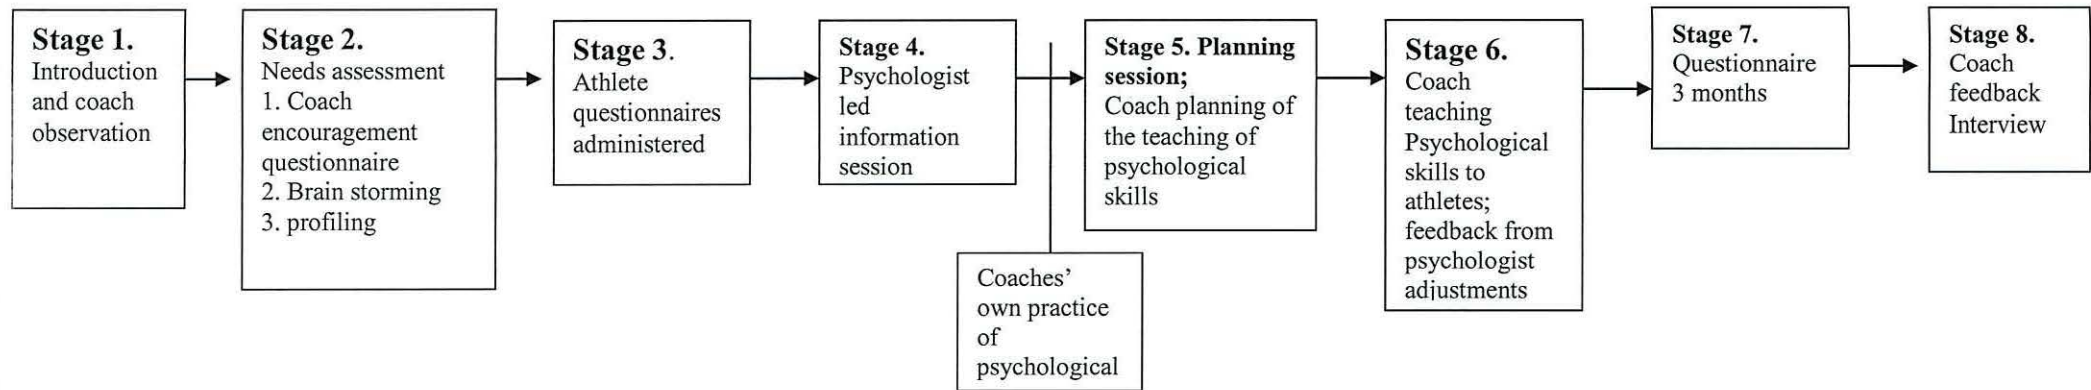 Stage 1.
Introduction
and coach
observation
Stage 2.
Needs assessment
1. Coach
encouragement
questionnaire
2. Brain storming
3. profiling
Stage 3.
Athlete
questionnaires
administered
Stage 4.
Psychologist
led
information
session
Coaches’
own practice
of
psychological
Stage 5. Planning
session;
Coach planning of
the teaching of
psychological
skills
Stage 6.
Coach
teaching
Psychological
skills to
athletes;
feedback from
psychologist
adjustments
Stage 7.
Questionnaire
3 months
Stage 8.
Coach
feedback
Interview